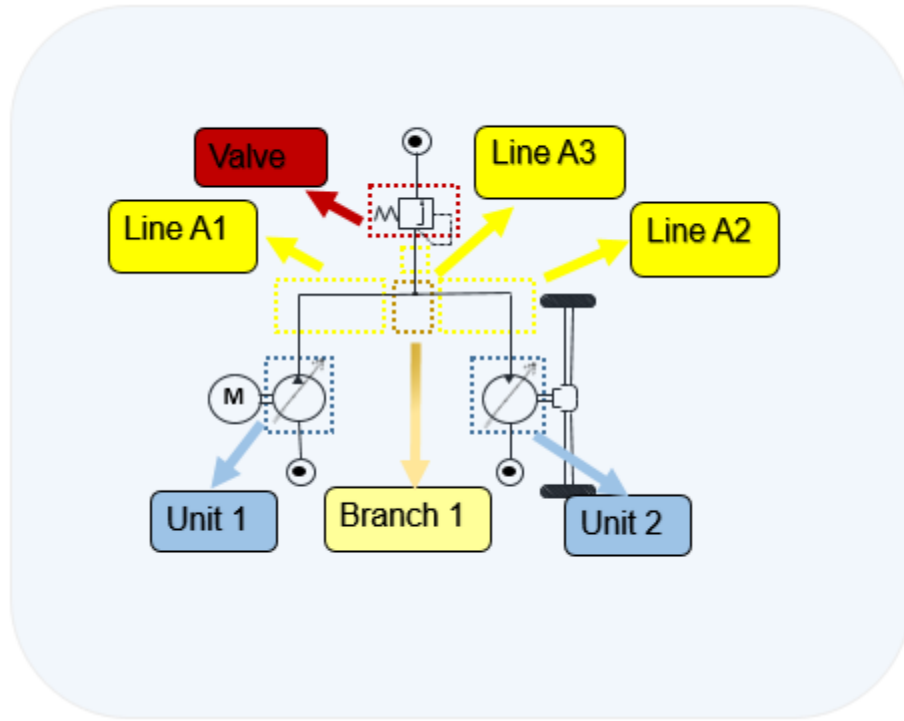 Valve
Line A3
Line A1
Line A2
M
Unit 1
Branch 1
Unit 2